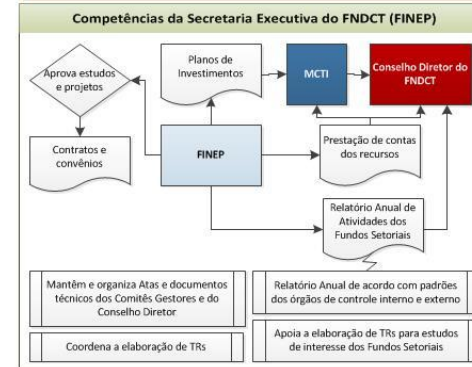 Competências da Secretaria Executiva do FNDCT (FINEP)
Aprova estudos
e projetos
Planos de
Investimentos
MCTI
Conselho Diretor do
FNDCT
Contratos e
convênios
FINEP
Prestação de contas
dos recursos
Relatório Anual de
Atividades dos
Fundos Setoriais
Mantêm e organiza Atas e documentos
técnicos dos Comitês Gestores e do
Conselho Diretor
Relatório Anual de acordo com padrões
dos órgãos de controle interno e externo
Coordena a elaboração de TRs
Apoia a elaboração de TRs para estudos
de interesse dos Fundos Setoriais